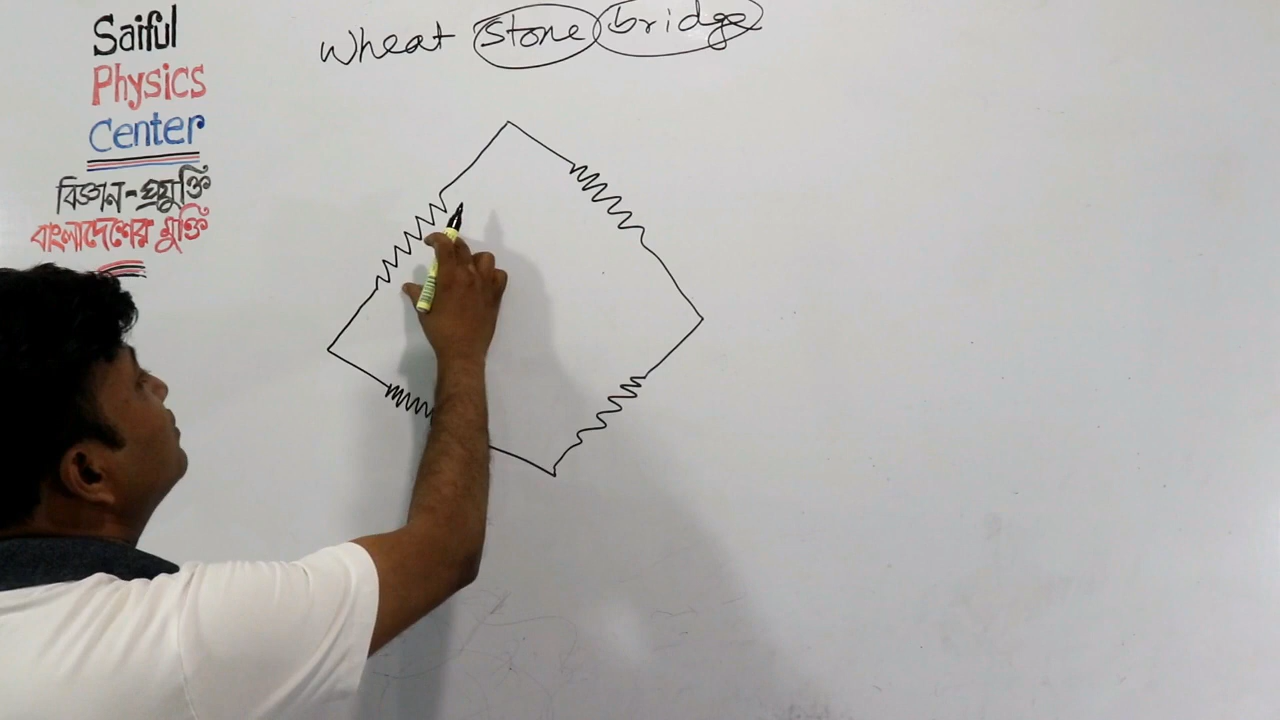 Saiful
Physics
Center
বিজ্ঞান-প্রযুক্তি
বাংলাদেশের মুক্তি
Wheat stone bridge